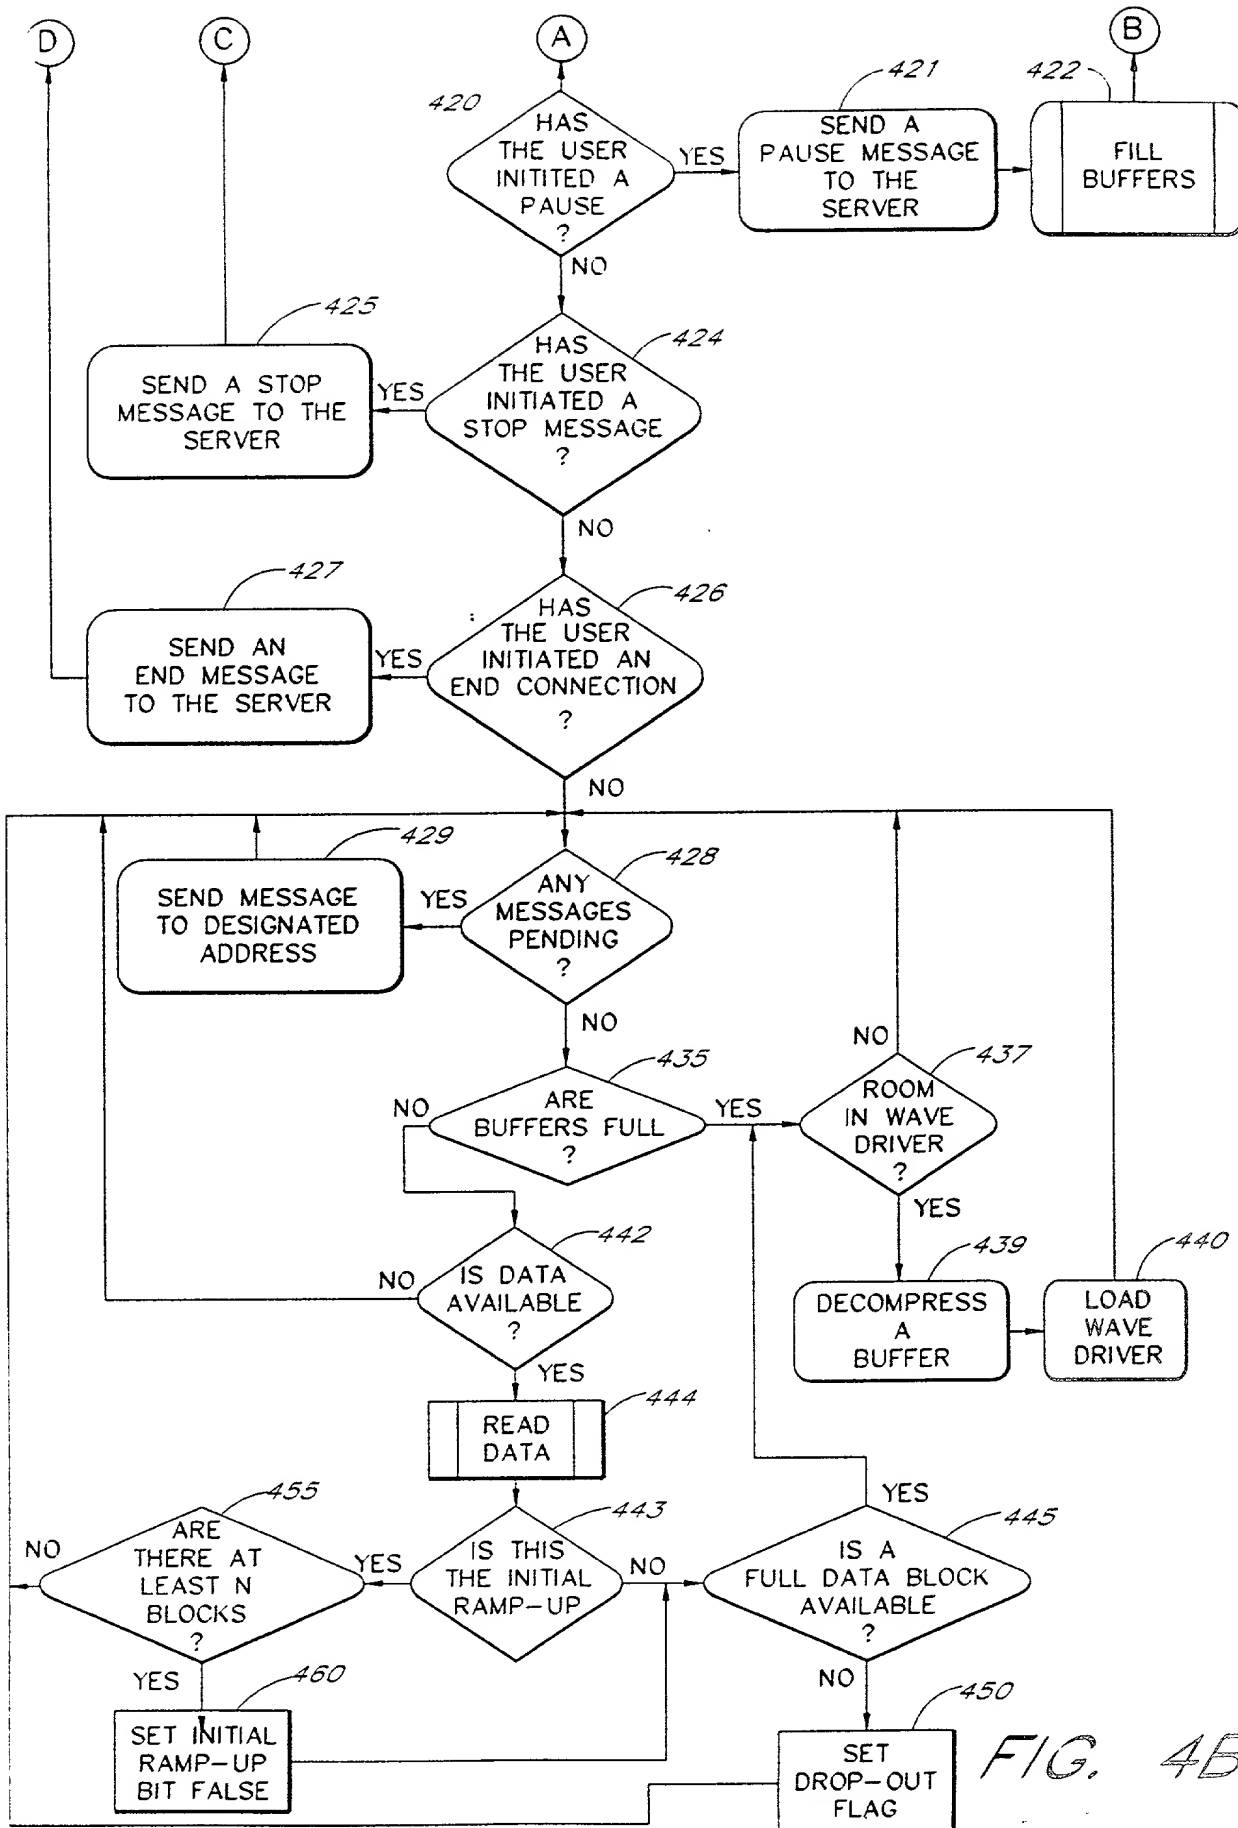 D
C
A
B
420
HAS
THE USER
INITITED A
PAUSE
?
YES
421
SEND A
PAUSE MESSAGE
TO THE
SERVER
422
FILL
BUFFERS
NO
425
SEND A STOP
MESSAGE TO THE
SERVER
YES
424
HAS
THE USER
INITIATED A
STOP MESSAGE
?
NO
427
SEND AN
END MESSAGE
TO THE SERVER
YES
426
HAS
THE USER
INITIATED AN
END CONNECTION
?
NO
429
SEND MESSAGE
TO DESIGNATED
ADDRESS
YES
428
ANY
MESSAGES
PENDING
?
NO
435
NO
ARE
BUFFERS FULL
?
YES
NO
437
ROOM
IN WAVE
DRIVER
?
YES
439
DECOMPRESS
A
BUFFER
440
LOAD
WAVE
DRIVER
442
NO
IS DATA
AVAILABLE
?
YES
444
READ
DATA
455
NO
ARE
THERE AT
LEAST N
BLOCKS
?
YES
443
YES
IS THIS
THE INITIAL
RAMP-UP
NO
YES
445
IS A
FULL DATA BLOCK
AVAILABLE
?
NO
460
SET INITIAL
RAMP-UP
BIT FALSE
450
SET
DROP-OUT
FLAG
FIG. 4B